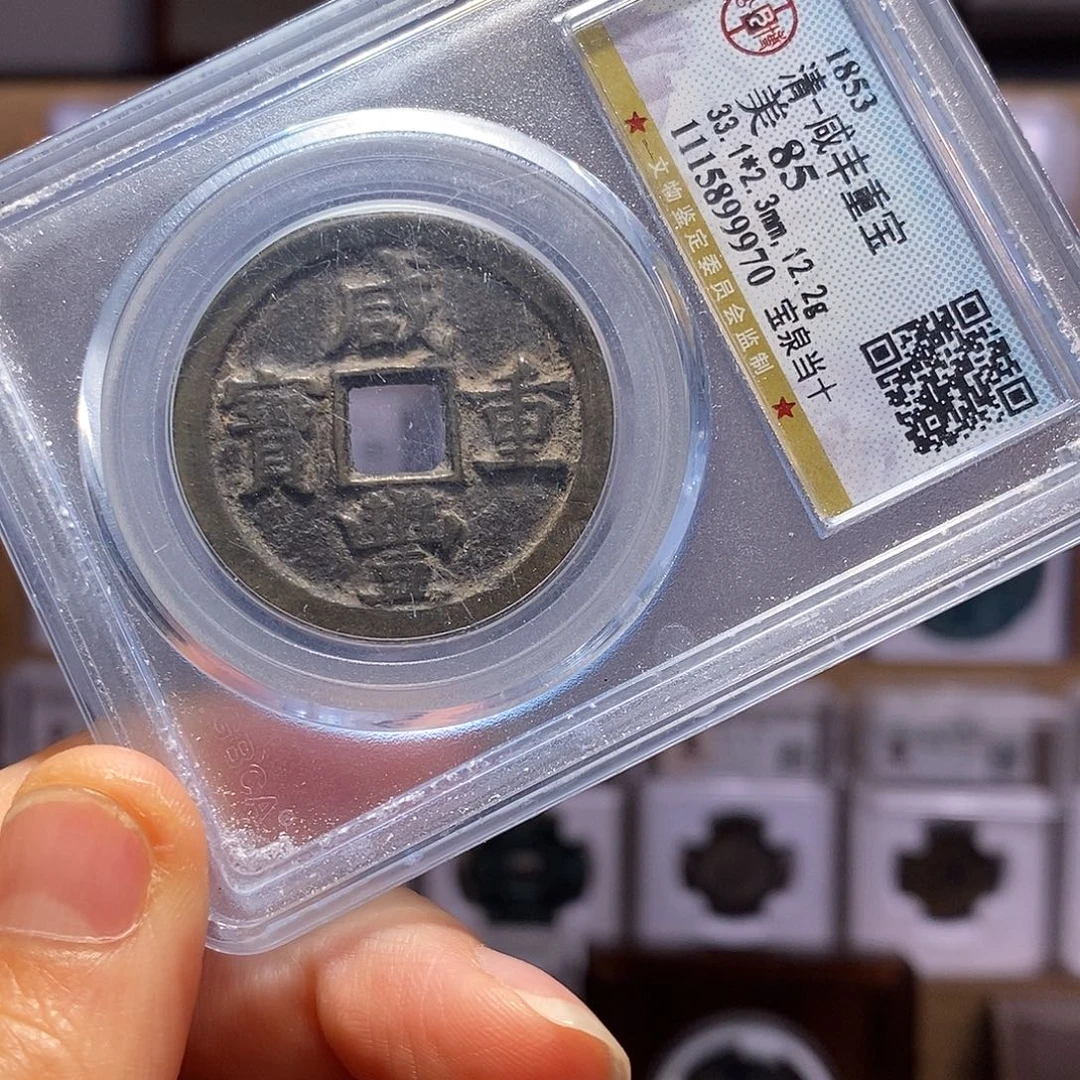 1853
清-咸丰重宝
美 85
33.1*2.3mm, 12.2g
1115899970 宝泉当十
文物鉴定委员会监制
咸
豐
重
寶